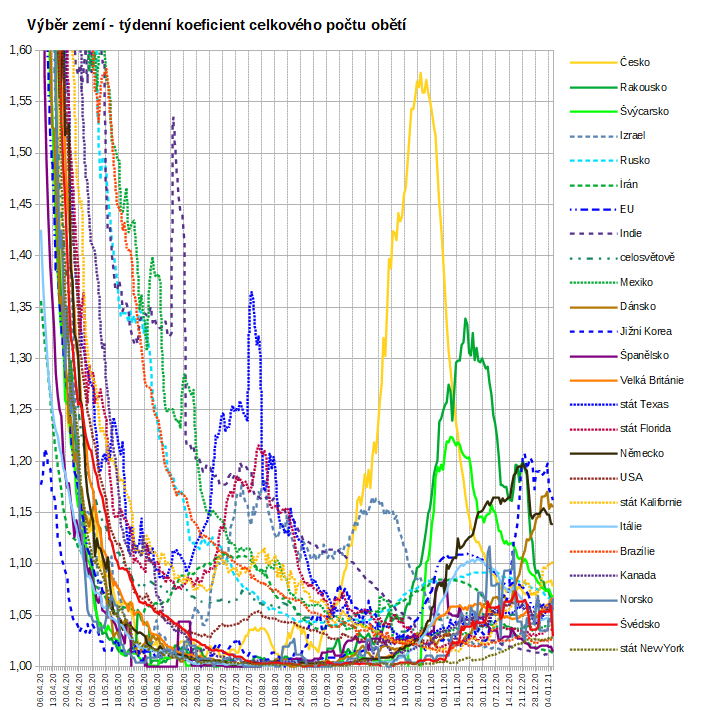 Výběr zemí - týdenní koeficient celkového počtu obětí
1,60
1,55
1,50
1,45
1,40
1,35
1,30
1,25
1,20
1,15
1,10
1,05
1,00
06.04.20
13.04.20
20.04.20
27.04.20
04.05.20
11.05.20
18.05.20
25.05.20
01.06.20
08.06.20
15.06.20
22.06.20
29.06.20
06.07.20
13.07.20
20.07.20
27.07.20
03.08.20
10.08.20
17.08.20
24.08.20
31.08.20
07.09.20
14.09.20
21.09.20
28.09.20
05.10.20
12.10.20
19.10.20
26.10.20
02.11.20
09.11.20
16.11.20
23.11.20
30.11.20
07.12.20
14.12.20
21.12.20
28.12.20
04.01.21
Česko
Rakousko
Švýcarsko
Izrael
Rusko
Írán
EU
Indie
celosvětově
Mexiko
Dánsko
Jižní Korea
Španělsko
Velká Británie
stát Texas
stát Florida
Německo
USA
stát Kalifornie
Itálie
Brazílie
Kanada
Norsko
Švédsko
stát NewYork